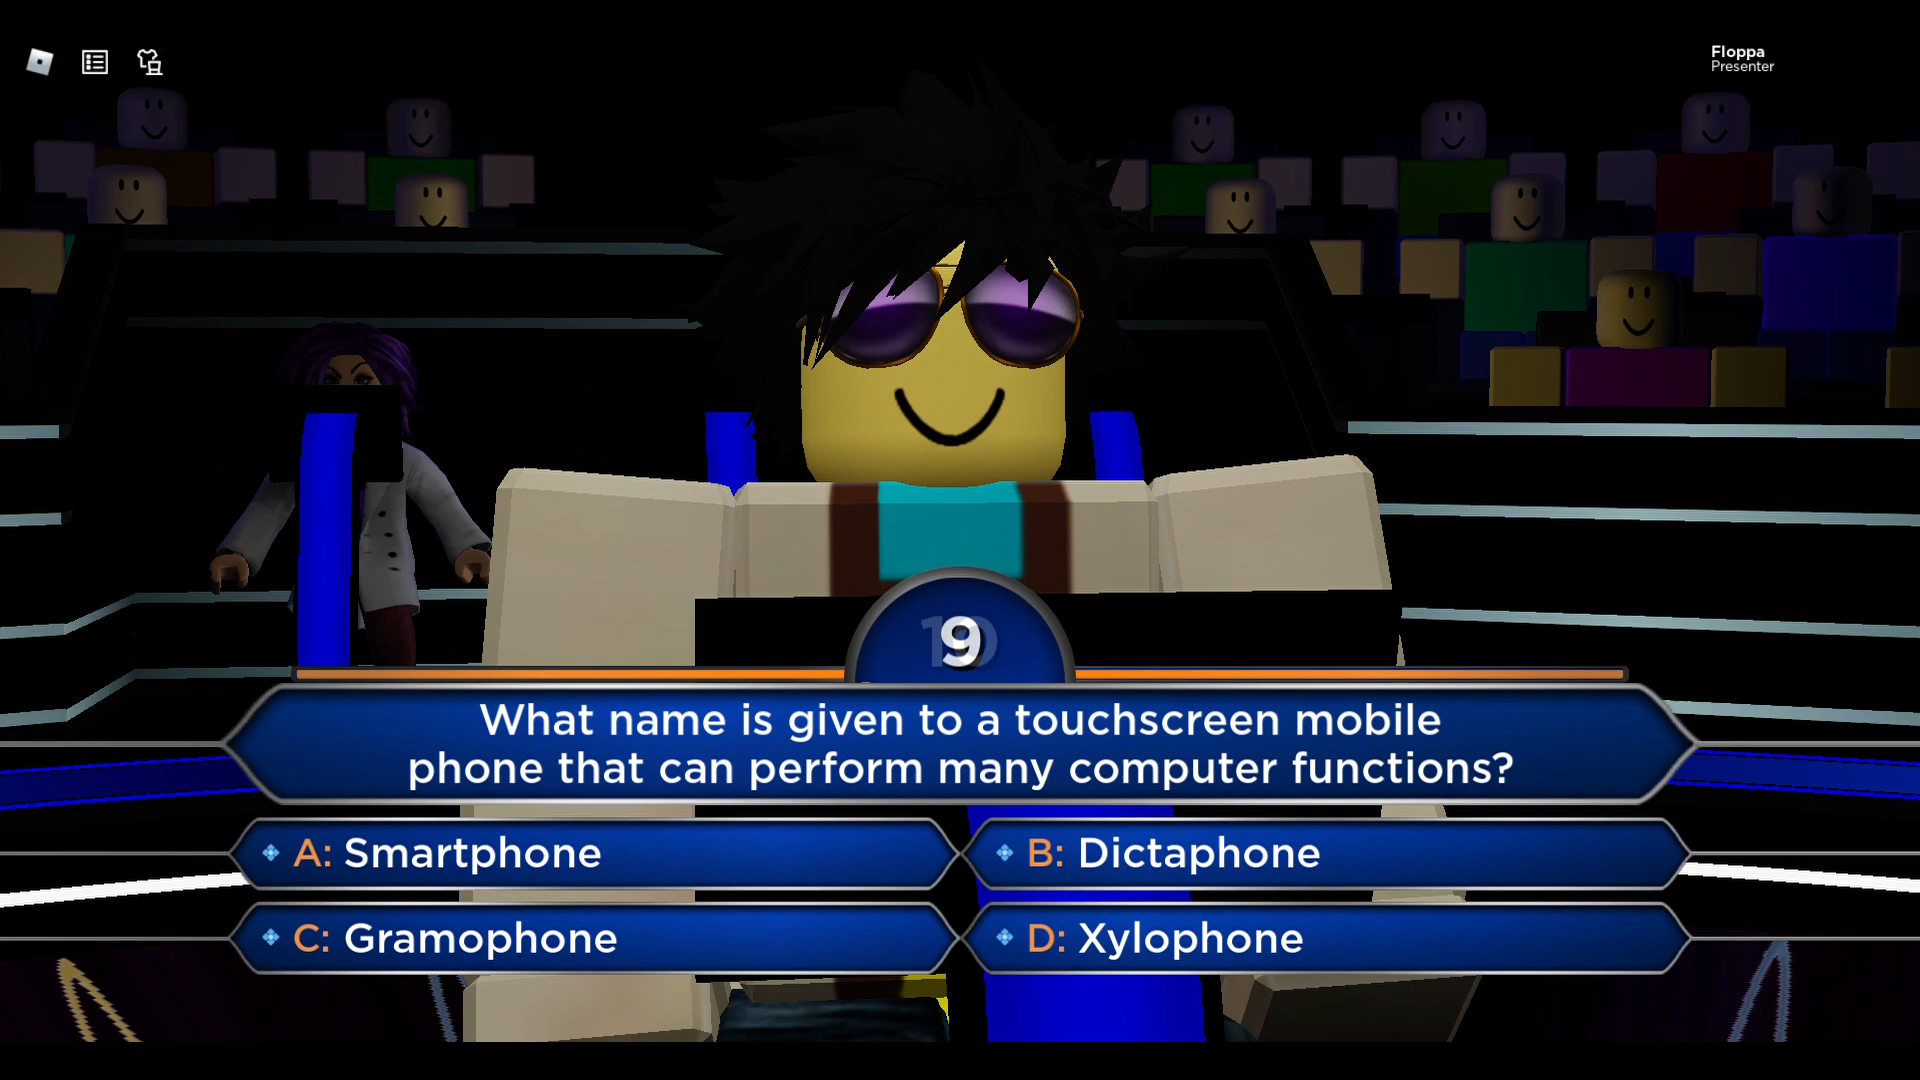 Floppa
Presenter
9
What name is given to a touchscreen mobile
phone that can perform many computer functions?
A: Smartphone
B: Dictaphone
C: Gramophone
D: Xylophone